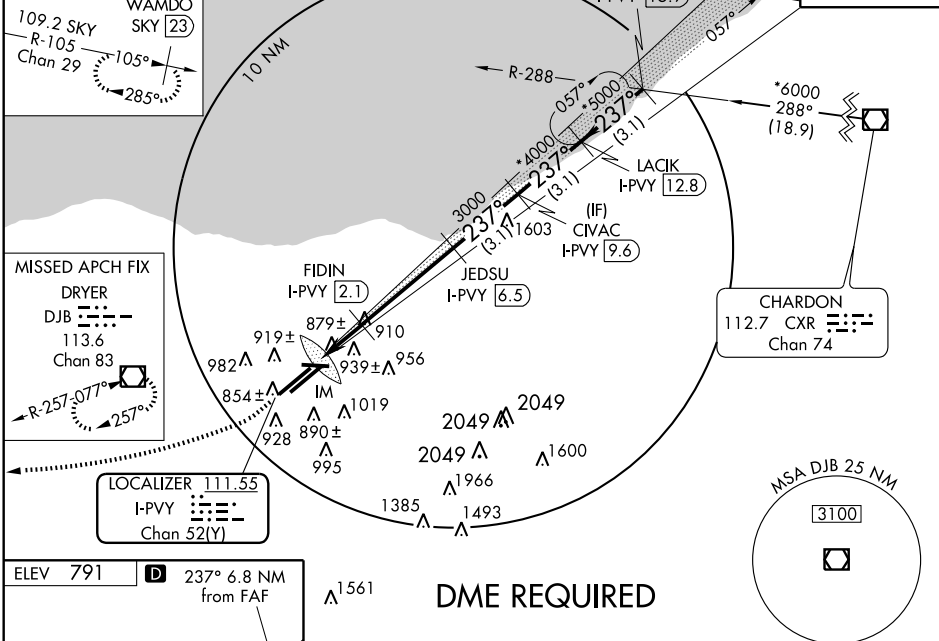 WAMDO
SKY 23
109.2 SKY
R-105
Chan 29
105°
285°
10 NM
057°
R-288
057°
*5000
237°
(3.1)
*6000
288°
(18.9)
*4000
237°
(3.1)
LACIK
I-PVY 12.8
3000
237°
(3.1)
1603
(IF)
CIVAC
I-PVY 9.6
JEDSU
I-PVY 6.5
FIDIN
I-PVY 2.1
MISSED APCH FIX
DRYER
DJB
113.6
Chan 83
R-257
077°
257°
CHARDON
112.7 CXR
Chan 74
879±
910
919±
982
939±
956
854±
IM
1019
928
890±
995
2049
2049
2049
1600
1966
1385
1493
LOCALIZER 111.55
I-PVY
Chan 52(Y)
MSA DJB 25 NM
3100
ELEV 791
D
237° 6.8 NM
from FAF
1561
DME REQUIRED